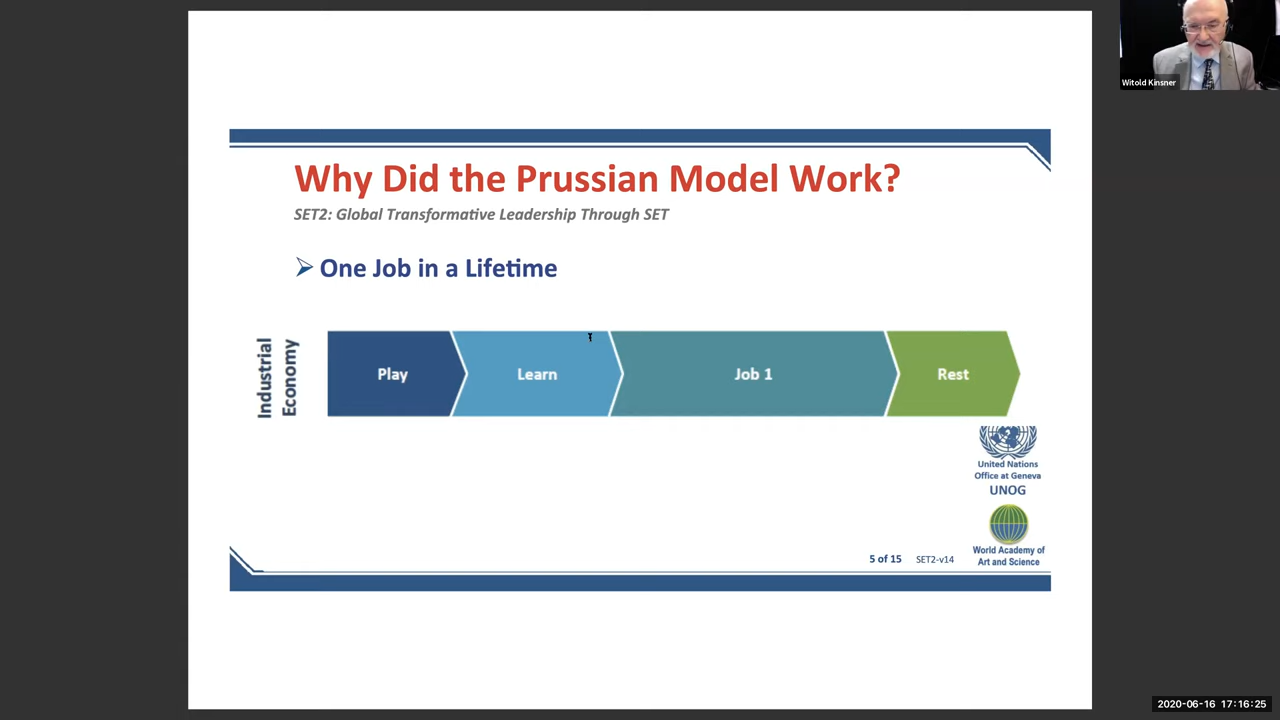 Witold Kinsner
Why Did the Prussian Model Work?
SET2: Global Transformative Leadership Through SET
One Job in a Lifetime
Industrial
Economy
Play
Learn
Job 1
Rest
United Nations
Office at Geneva
UNOG
World Academy of
Art and Science
5 of 15 SET2-v14
2020-06-16 17:16:25